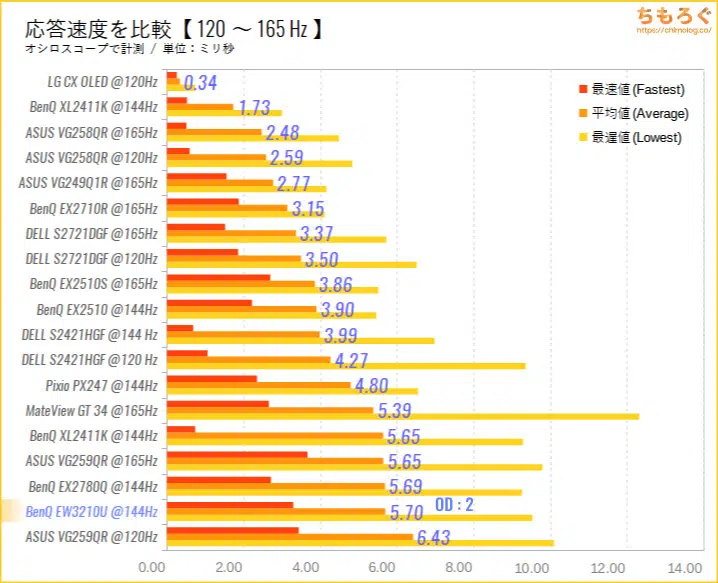 応答速度を比較【 120 ～ 165 Hz 】
オシロスコープで計測 / 単位：ミリ秒
ちもろぐ
https://chimolog.co/
最速値 (Fastest)
平均値 (Average)
最遅値 (Lowest)
LG CX OLED @120Hz 0.34
BenQ XL2411K @144Hz 1.73
ASUS VG258QR @165Hz 2.48
ASUS VG258QR @120Hz 2.59
ASUS VG249Q1R @165Hz 2.77
BenQ EX2710R @165Hz 3.15
DELL S2721DGF @165Hz 3.37
DELL S2721DGF @120Hz 3.50
BenQ EX2510S @165Hz 3.86
BenQ EX2510 @144Hz 3.90
DELL S2421HGF @144 Hz 3.99
DELL S2421HGF @120 Hz 4.27
Pixio PX247 @144Hz 4.80
MateView GT 34 @165Hz 5.39
BenQ XL2411K @144Hz 5.65
ASUS VG259QR @165Hz 5.65
BenQ EX2780Q @144Hz 5.69
BenQ EW3210U @144Hz 5.70 OD : 2
ASUS VG259QR @120Hz 6.43
0.00 2.00 4.00 6.00 8.00 10.00 12.00 14.00